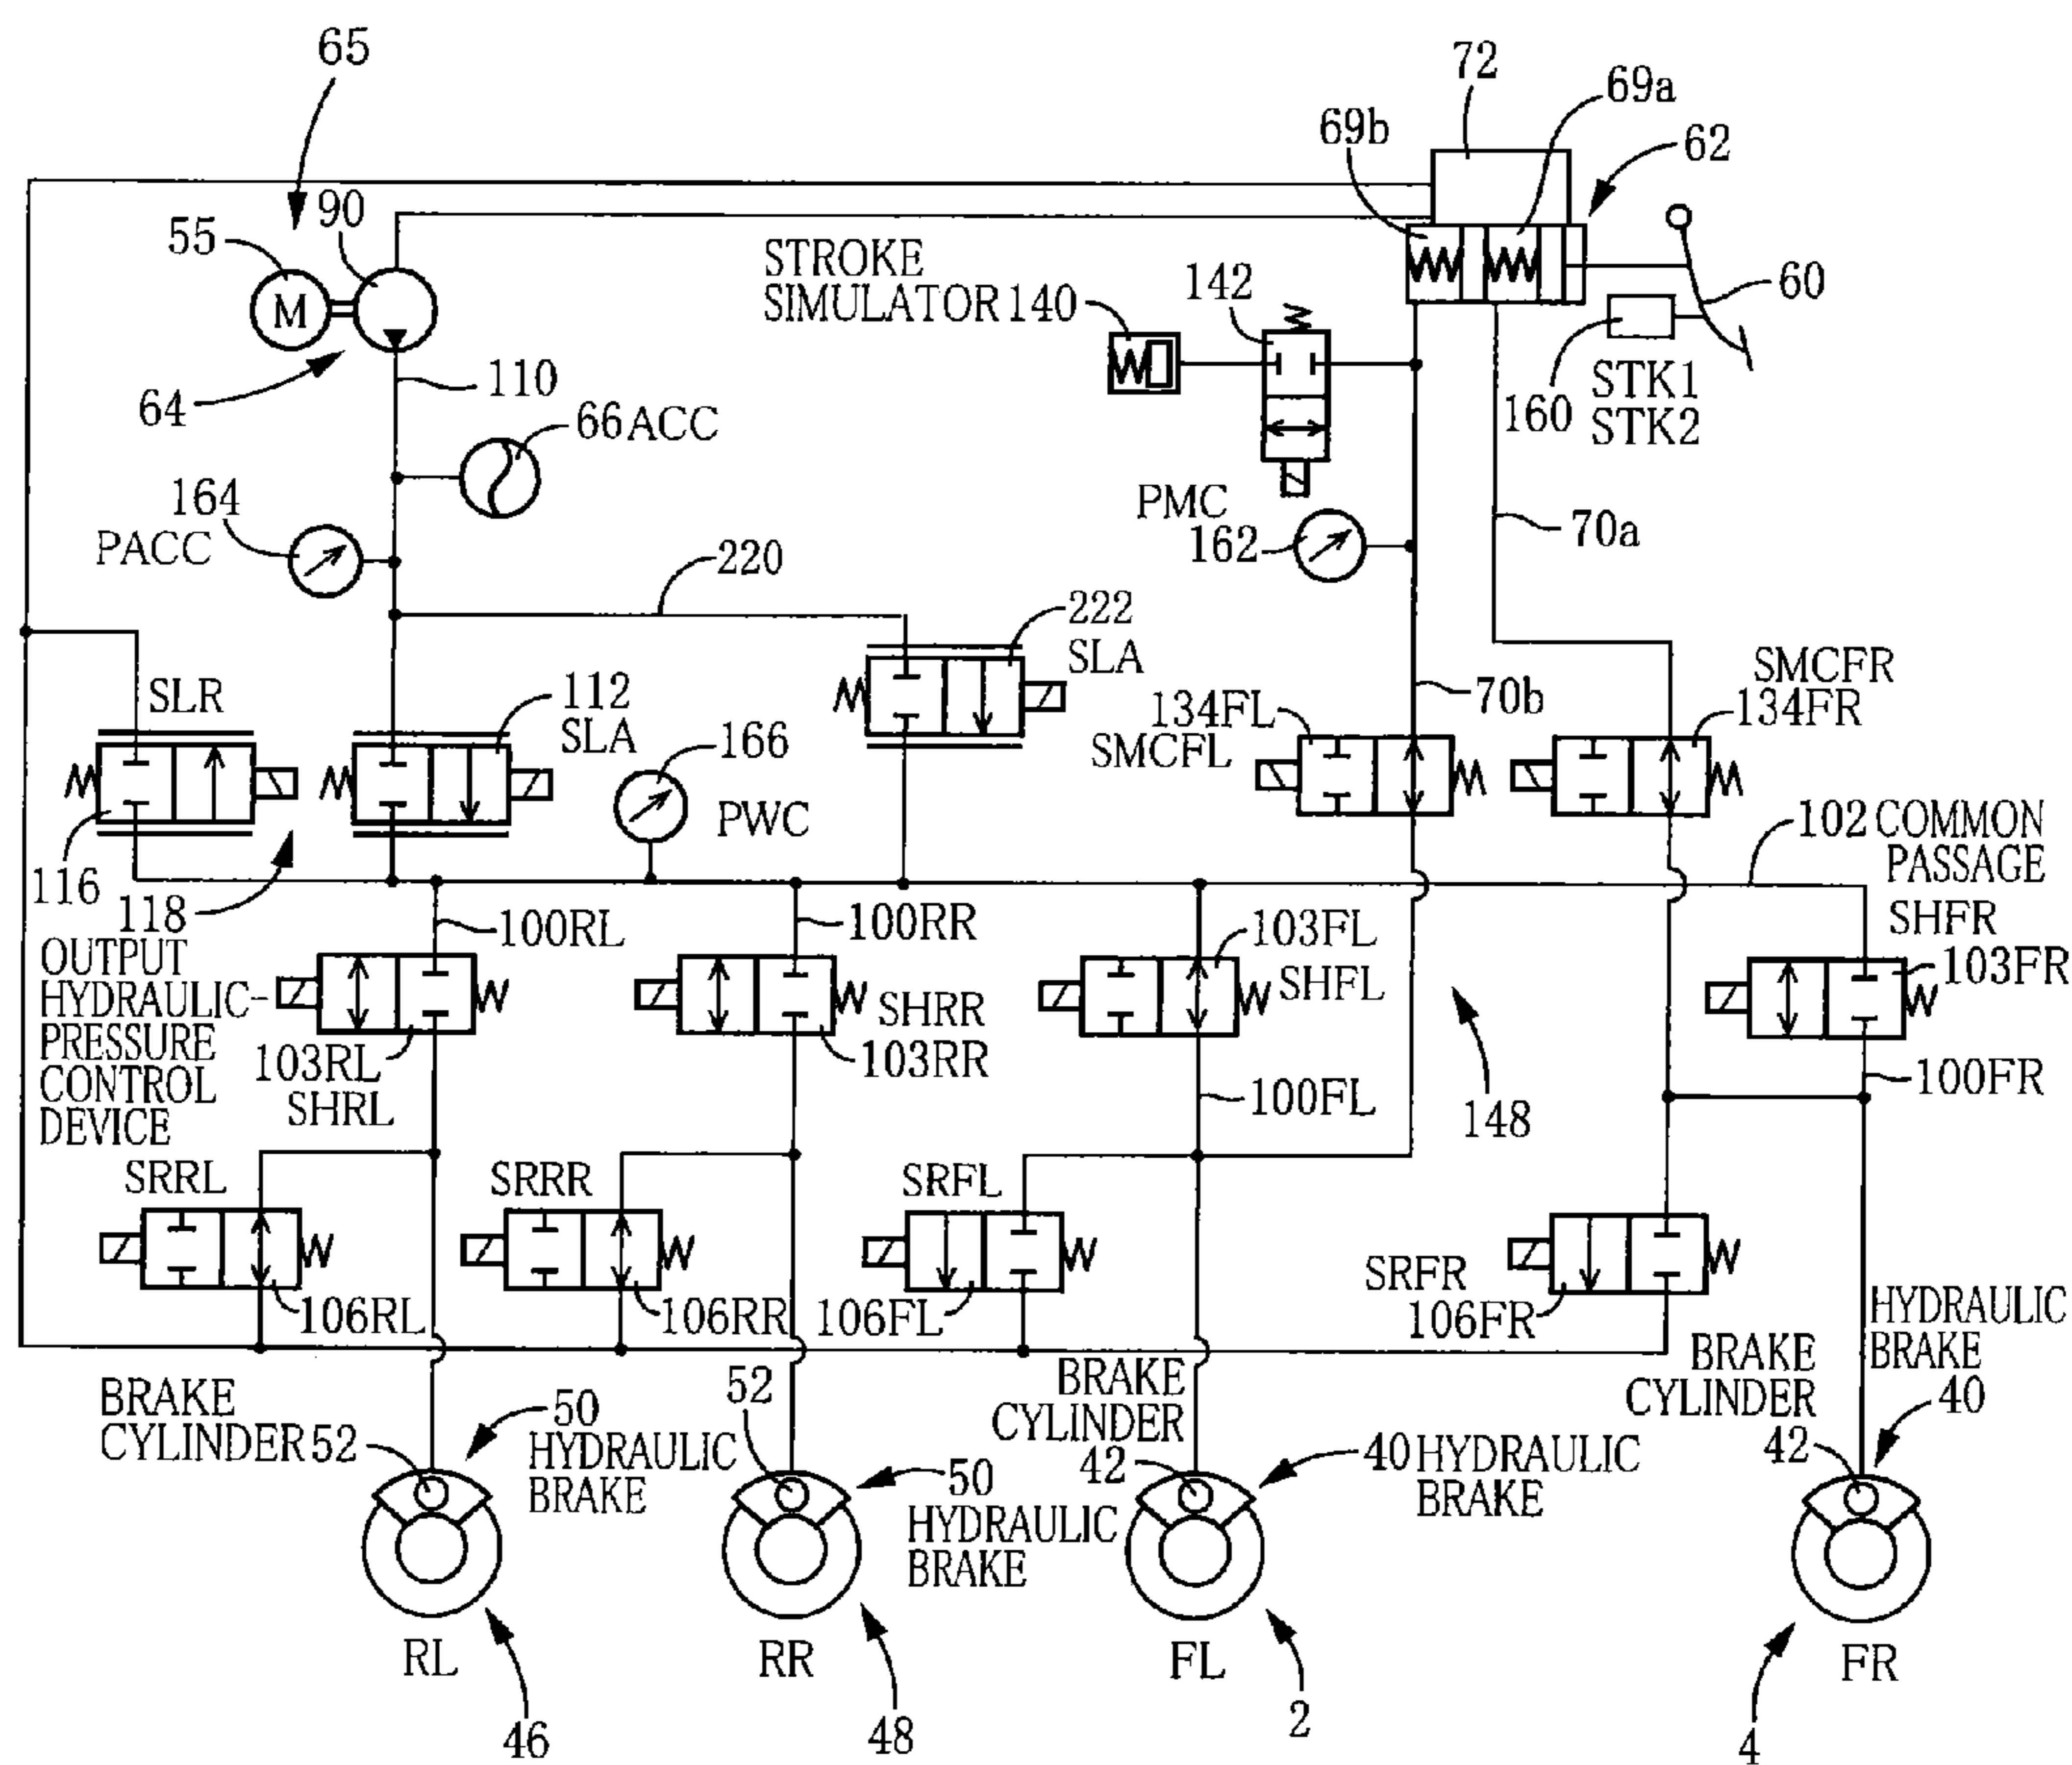 65
72
69a
69b
62
90
55
M
STROKE
SIMULATOR 140
142
60
64
110
66ACC
STK1
160 STK2
164
PACC
PMC
162
70a
220
222
SLA
SLR
112
SLA
166
PWC
134FL
SMCFL
70b
SMCFR
134FR
102 COMMON
PASSAGE
116
118
OUTPUT
HYDRAULIC-
PRESSURE
CONTROL
DEVICE
100RL
100RR
103FL
SHFL
SHFR
103FR
103RL
SHRL
SHRR
103RR
100FL
148
100FR
SRRL
SRRR
SRFL
SRFR
106RL
106RR
106FL
106FR
HYDRAULIC
BRAKE
40
BRAKE
CYLINDER 52
50
HYDRAULIC
BRAKE
52
50
HYDRAULIC
BRAKE
BRAKE
CYLINDER
42
40 HYDRAULIC
BRAKE
BRAKE
CYLINDER
42
RL
RR
FL
FR
46
48
2
4